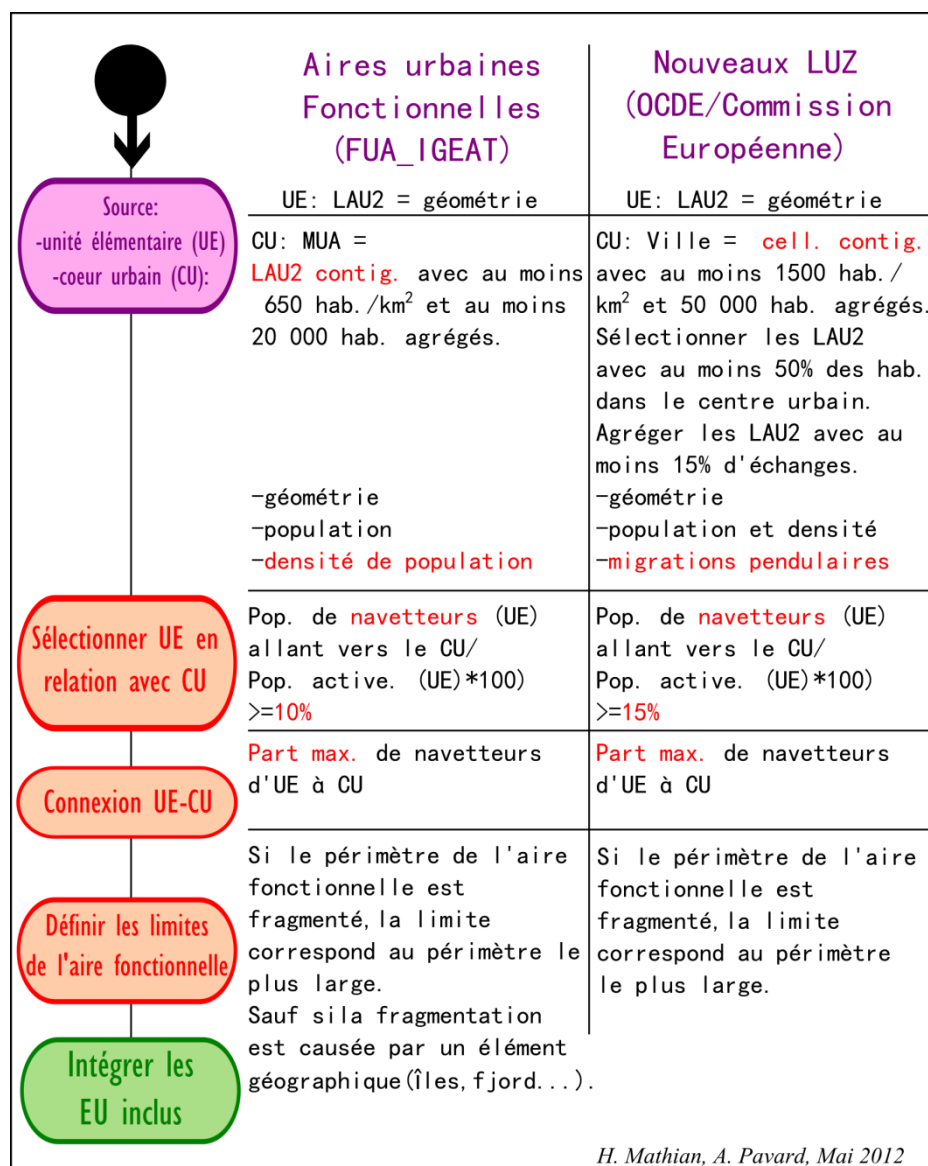 Aires urbaines
Fonctionnelles
(FUA_IGEAT)
Nouveaux LUZ
(OCDE/Commission
Européenne)
Source:
-unité élémentaire (UE)
-coeur urbain (CU):
UE: LAU2 = géométrie
CU: MUA =
LAU2 contig. avec au moins
650 hab./km² et au moins
20 000 hab. agrégés.
-géométrie
-population
-densité de population
UE: LAU2 = géométrie
CU: Ville = cell. contig.
avec au moins 1500 hab./
km² et 50 000 hab. agrégés.
Sélectionner les LAU2
avec au moins 50% des hab.
dans le centre urbain.
Agréger les LAU2 avec au
moins 15% d'échanges.
-géométrie
-population et densité
-migrations pendulaires
Sélectionner UE en
relation avec CU
Pop. de navetteurs (UE)
allant vers le CU/
Pop. active. (UE)*100)
>=10%
Pop. de navetteurs (UE)
allant vers le CU/
Pop. active. (UE)*100)
>=15%
Connexion UE-CU
Part max. de navetteurs
d'UE à CU
Part max. de navetteurs
d'UE à CU
Définir les limites
de l'aire fonctionnelle
Si le périmètre de l'aire
fonctionnelle est
fragmenté,la limite
correspond au périmètre le
plus large.
Sauf sila fragmentation
est causée par un élément
géographique(îles,fjord...).
Si le périmètre de l'aire
fonctionnelle est
fragmenté,la limite
correspond au périmètre
le plus large.
Intégrer les
EU inclus
H. Mathian, A. Pavard, Mai 2012